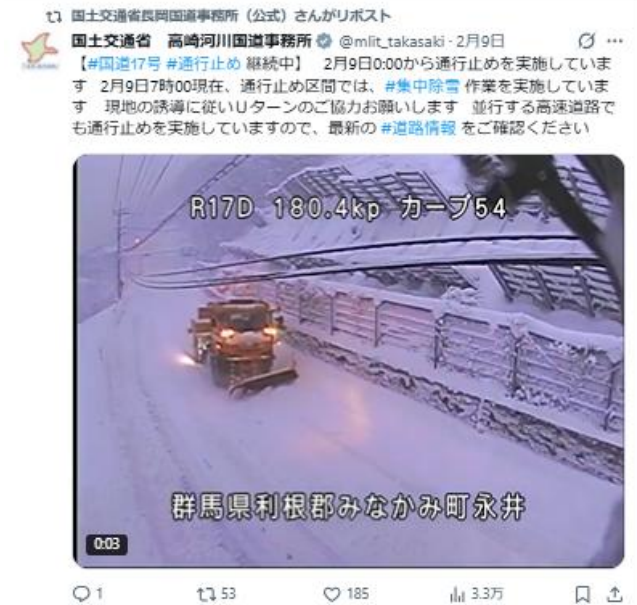 国土交通省長岡国道事務所（公式）さんがリポスト
国土交通省　高崎河川国道事務所 @mlit_takasaki · 2月9日
【#国道17号 #通行止め 継続中】　2月9日0:00から通行止めを実施していま
す　2月9日7時00現在、通行止め区間では、#集中除雪 作業を実施していま
す　現地の誘導に従いUターンのご協力お願いします　並行する高速道路で
も通行止めを実施していますので、最新の #道路情報 をご確認ください
R17D 180.4kp カーブ54
群馬県利根郡みなかみ町永井
0:03
1 53 185 3.3万